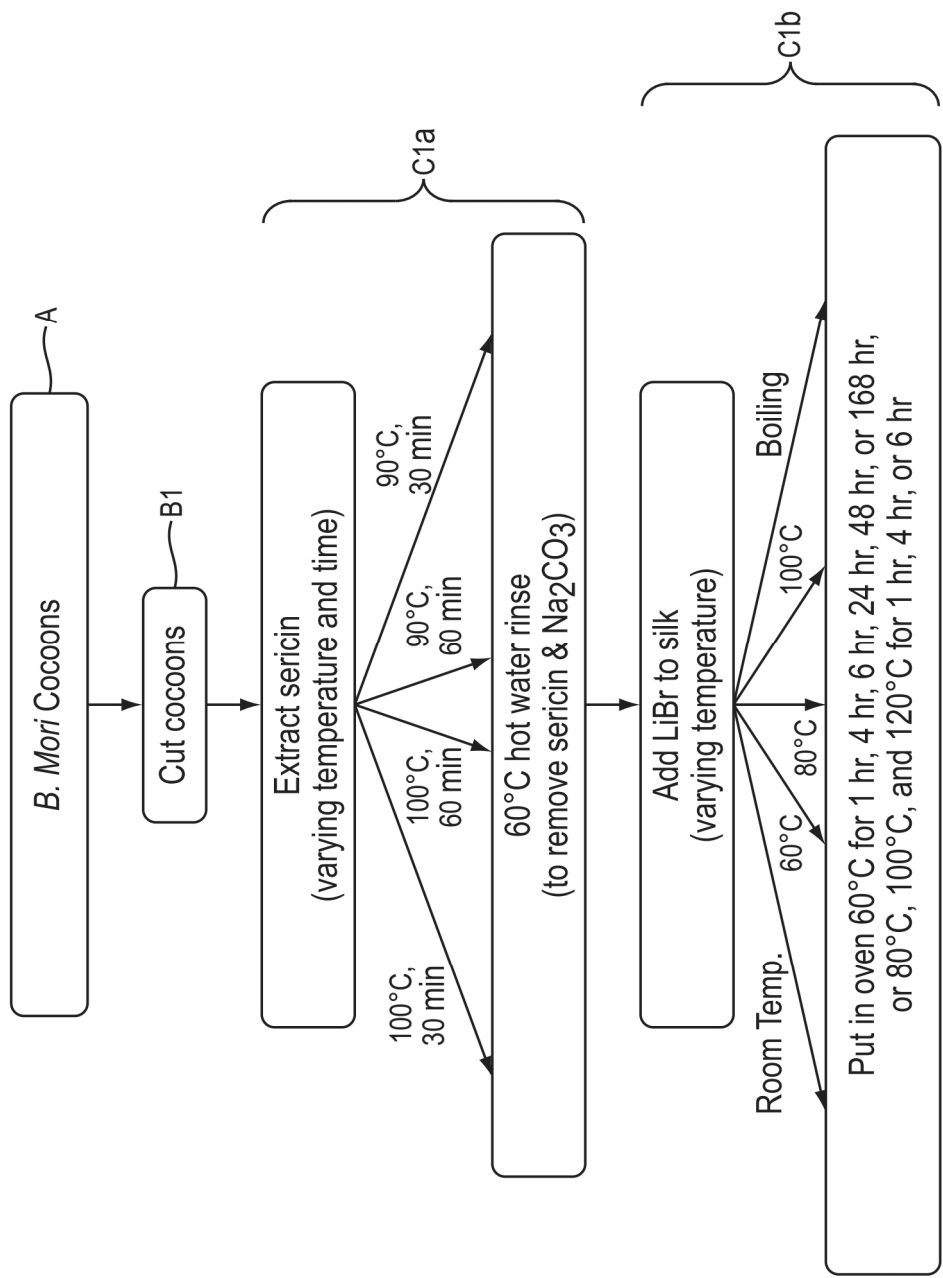 B. Mori Cocoons
A
Cut cocoons
B1
Extract sericin
(varying temperature and time)
100°C,
30 min
100°C,
60 min
90°C,
60 min
90°C,
30 min
C1a
60°C hot water rinse
(to remove sericin & Na2CO3)
Add LiBr to silk
(varying temperature)
Room Temp.
60°C
80°C
100°C
Boiling
C1b
Put in oven 60°C for 1 hr, 4 hr, 6 hr, 24 hr, 48 hr, or 168 hr,
or 80°C, 100°C, and 120°C for 1 hr, 4 hr, or 6 hr